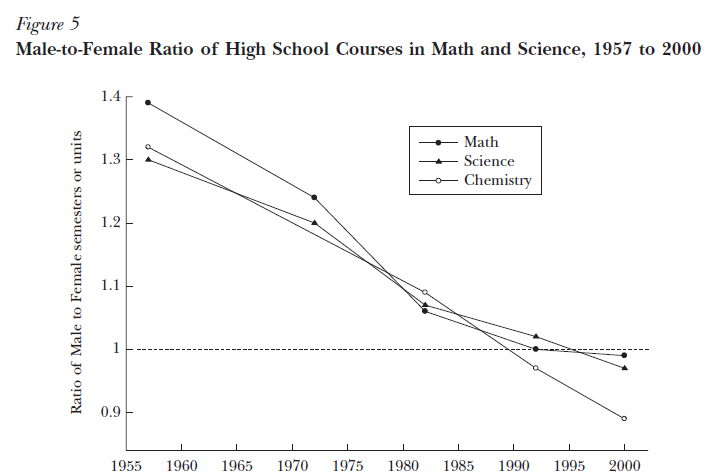 Figure 5
Male-to-Female Ratio of High School Courses in Math and Science, 1957 to 2000
Ratio of Male to Female semesters or units
1.4
1.3
1.2
1.1
1
0.9
Math
Science
Chemistry
1955 1960 1965 1970 1975 1980 1985 1990 1995 2000